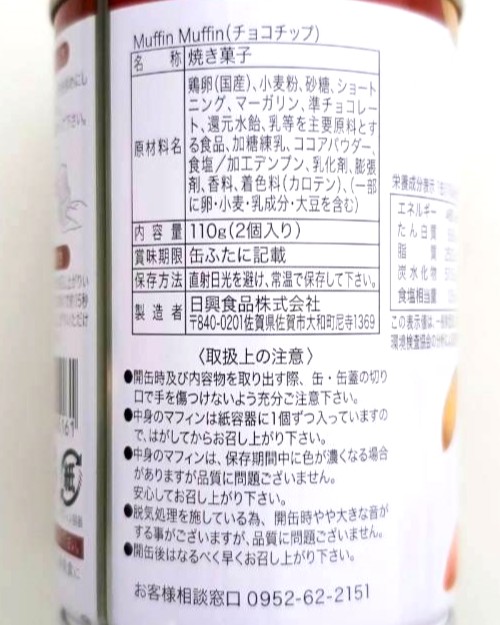 Muffin Muffin(チョコチップ)
名 称 焼き菓子
原材料名 鶏卵(国産)、小麦粉、砂糖、ショート
ニング、マーガリン、準チョコレー
ト、還元水飴、乳等を主要原料とす
る食品、加糖練乳、ココアパウダー、
食塩／加工デンプン、乳化剤、膨張
剤、香料、着色料(カロテン)、(一部
に卵・小麦・乳成分・大豆を含む)
内 容 量 110g(2個入り)
賞味期限 缶ふたに記載
保存方法 直射日光を避け、常温で保存して下さい。
製 造 者 日興食品株式会社
〒840-0201佐賀県佐賀市大和町尼寺1369
〈取扱上の注意〉
●開缶時及び内容物を取り出す際、缶・缶蓋の切り
口で手を傷つけないよう充分ご注意下さい。
●中身のマフィンは紙容器に1個ずつ入っていますの
で、はがしてからお召し上がり下さい。
●中身のマフィンは、保存期間中に色が濃くなる場合
がありますが品質に問題ございません。
安心してお召し上がり下さい。
●脱気処理を施している為、開缶時やや大きな音が
する事がございますが、品質に問題ございません。
●開缶後はなるべく早くお召し上がり下さい。
お客様相談窓口 0952-62-2151
栄養成分表示
エネルギー
たん白質
脂 質
炭水化物
食塩相当量
この表示値は、
紙